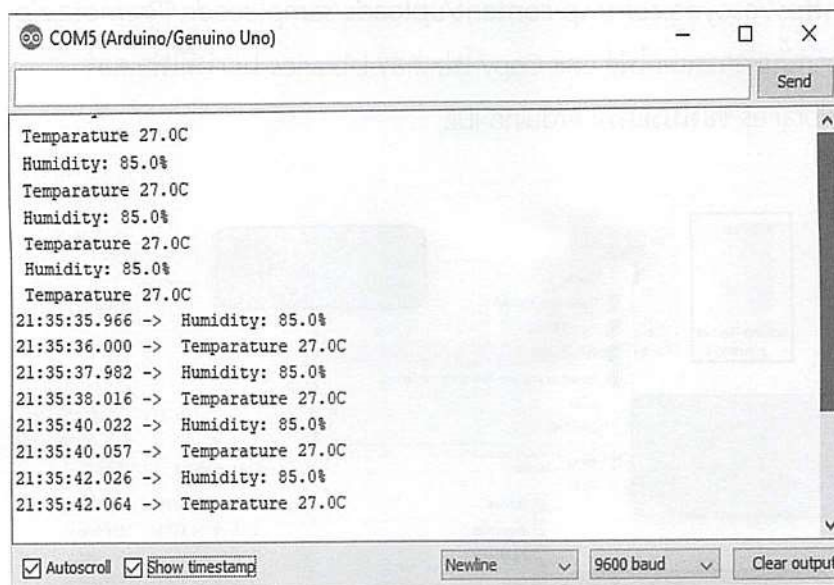 COM5 (Arduino/Genuino Uno)
Send
Temparature 27.0C
Humidity: 85.0%
Temparature 27.0C
Humidity: 85.0%
Temparature 27.0C
Humidity: 85.0%
Temparature 27.0C
21:35:35.966 -> Humidity: 85.0%
21:35:36.000 -> Temparature 27.0C
21:35:37.982 -> Humidity: 85.0%
21:35:38.016 -> Temparature 27.0C
21:35:40.022 -> Humidity: 85.0%
21:35:40.057 -> Temparature 27.0C
21:35:42.026 -> Humidity: 85.0%
21:35:42.064 -> Temparature 27.0C
Autoscroll Show timestamp Newline 9600 baud Clear output